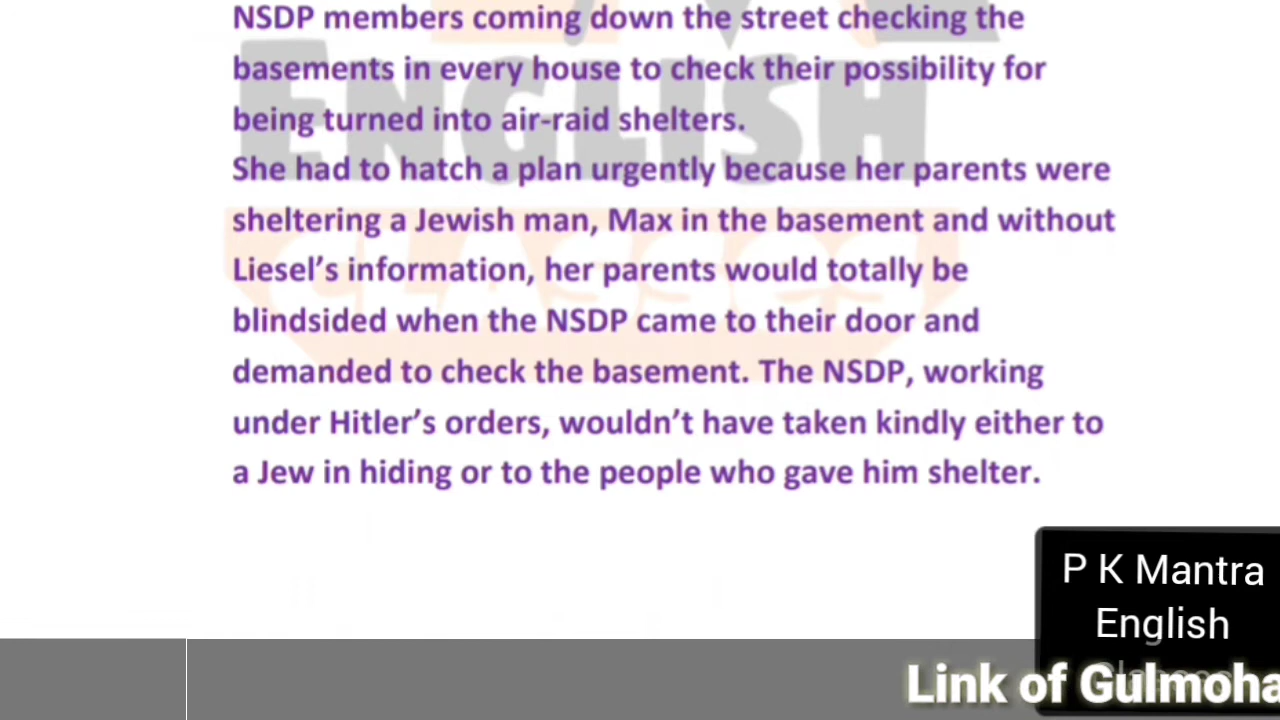 NSDP members coming down the street checking the
basements in every house to check their possibility for
being turned into air-raid shelters.
She had to hatch a plan urgently because her parents were
sheltering a Jewish man, Max in the basement and without
Liesel’s information, her parents would totally be
blindsided when the NSDP came to their door and
demanded to check the basement. The NSDP, working
under Hitler’s orders, wouldn’t have taken kindly either to
a Jew in hiding or to the people who gave him shelter.
ENGLISH
CLASSES
P K Mantra
English
Classes
Link of Gulmoha